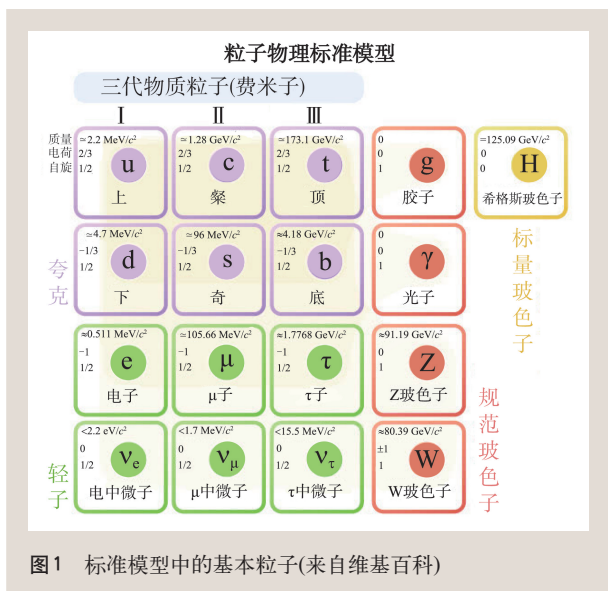 粒子物理标准模型
三代物质粒子(费米子)
I II III
质量
电荷
自旋
≃2.2 MeV/c²
2/3
1/2
u
上
≃1.28 GeV/c²
2/3
1/2
c
粲
≃173.1 GeV/c²
2/3
1/2
t
顶
0
0
1
g
胶子
≃125.09 GeV/c²
0
0
H
希格斯玻色子
≃4.7 MeV/c²
−1/3
1/2
d
下
≃96 MeV/c²
−1/3
1/2
s
奇
≃4.18 GeV/c²
−1/3
1/2
b
底
0
0
1
γ
光子
夸克
标量玻色子
≈0.511 MeV/c²
−1
1/2
e
电子
≃105.66 MeV/c²
−1
1/2
μ
μ子
≈1.7768 GeV/c²
−1
1/2
τ
τ子
≈91.19 GeV/c²
0
1
Z
Z玻色子
<2.2 eV/c²
0
1/2
νe
电中微子
<1.7 MeV/c²
0
1/2
νμ
μ中微子
<15.5 MeV/c²
0
1/2
ντ
τ中微子
≈80.39 GeV/c²
±1
1
W
W玻色子
轻子
规范玻色子
图1 标准模型中的基本粒子(来自维基百科)